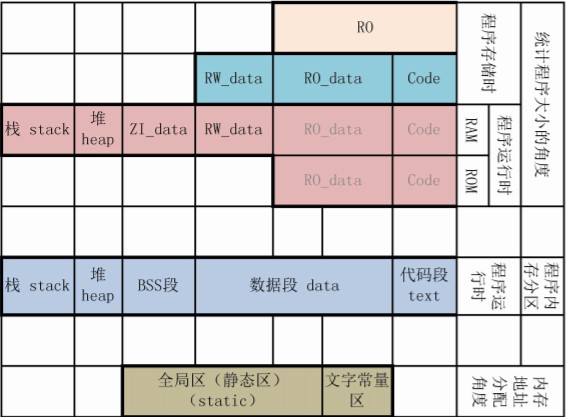 RO
程序存储时
统计程序大小的角度
RW_data RO_data Code
栈 stack 堆 heap ZI_data RW_data RO_data Code RAM
程序运行时
RO_data Code ROM
栈 stack 堆 heap BSS段 数据段 data 代码段 text
程序运行时
程序内存分区
全局区（静态区）
（static）
文字常量区
内存地址分配角度